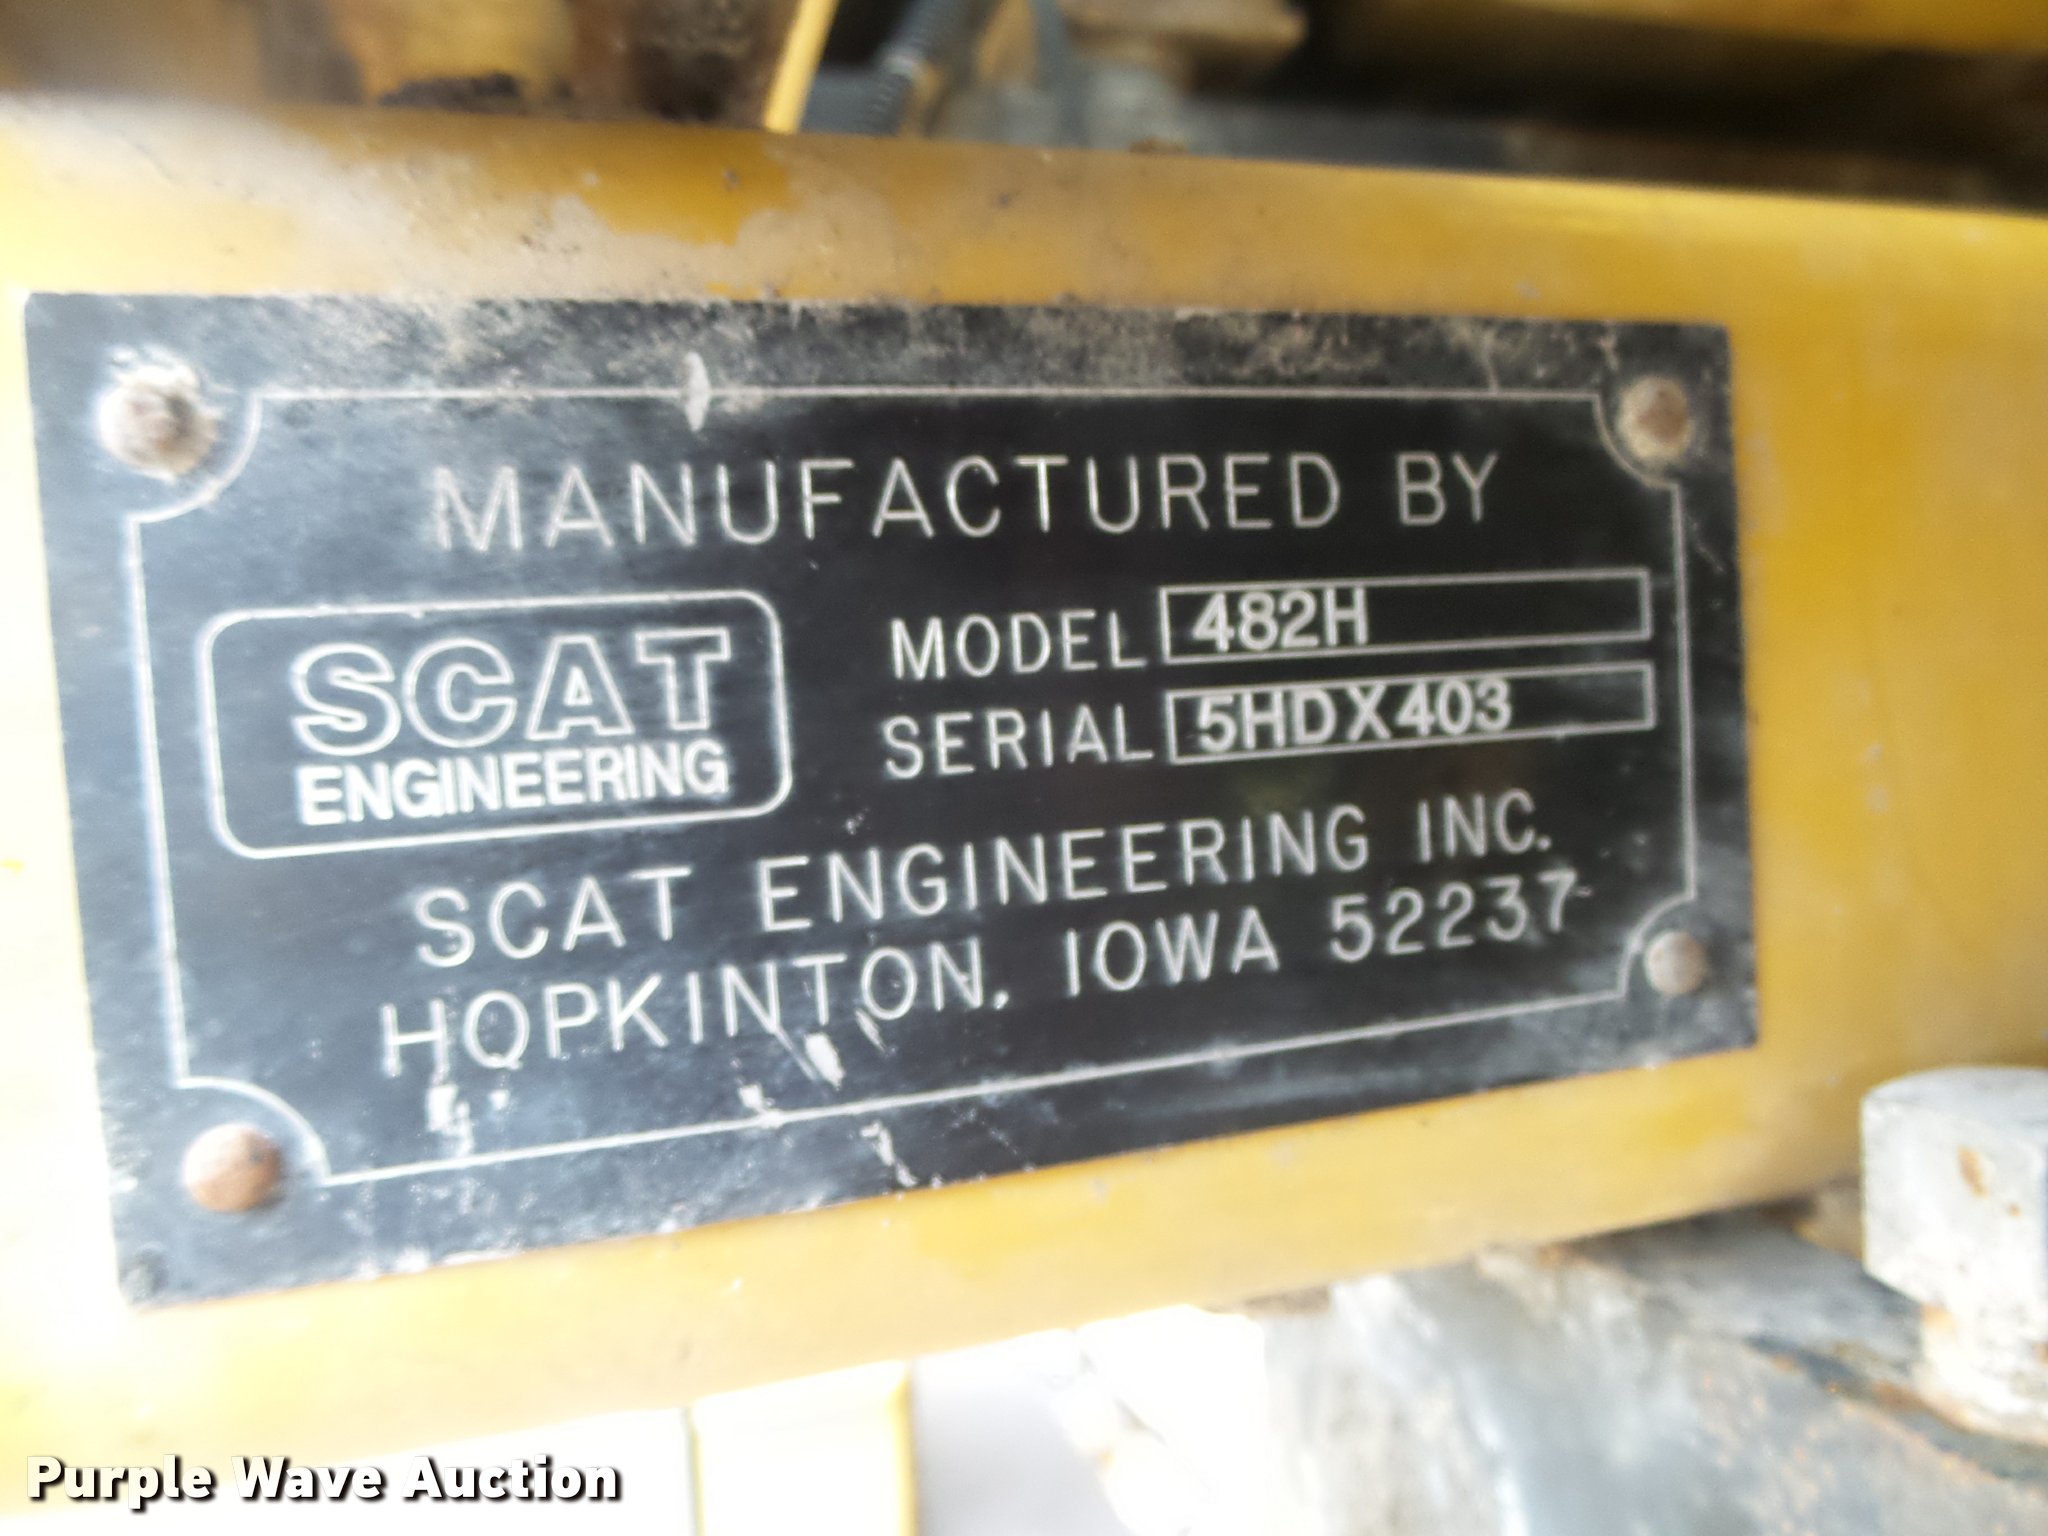 MANUFACTURED BY
SCAT
ENGINEERING
MODEL 482H
SERIAL 5HDX403
SCAT ENGINEERING INC.
HOPKINTON, IOWA 52237
Purple Wave Auction